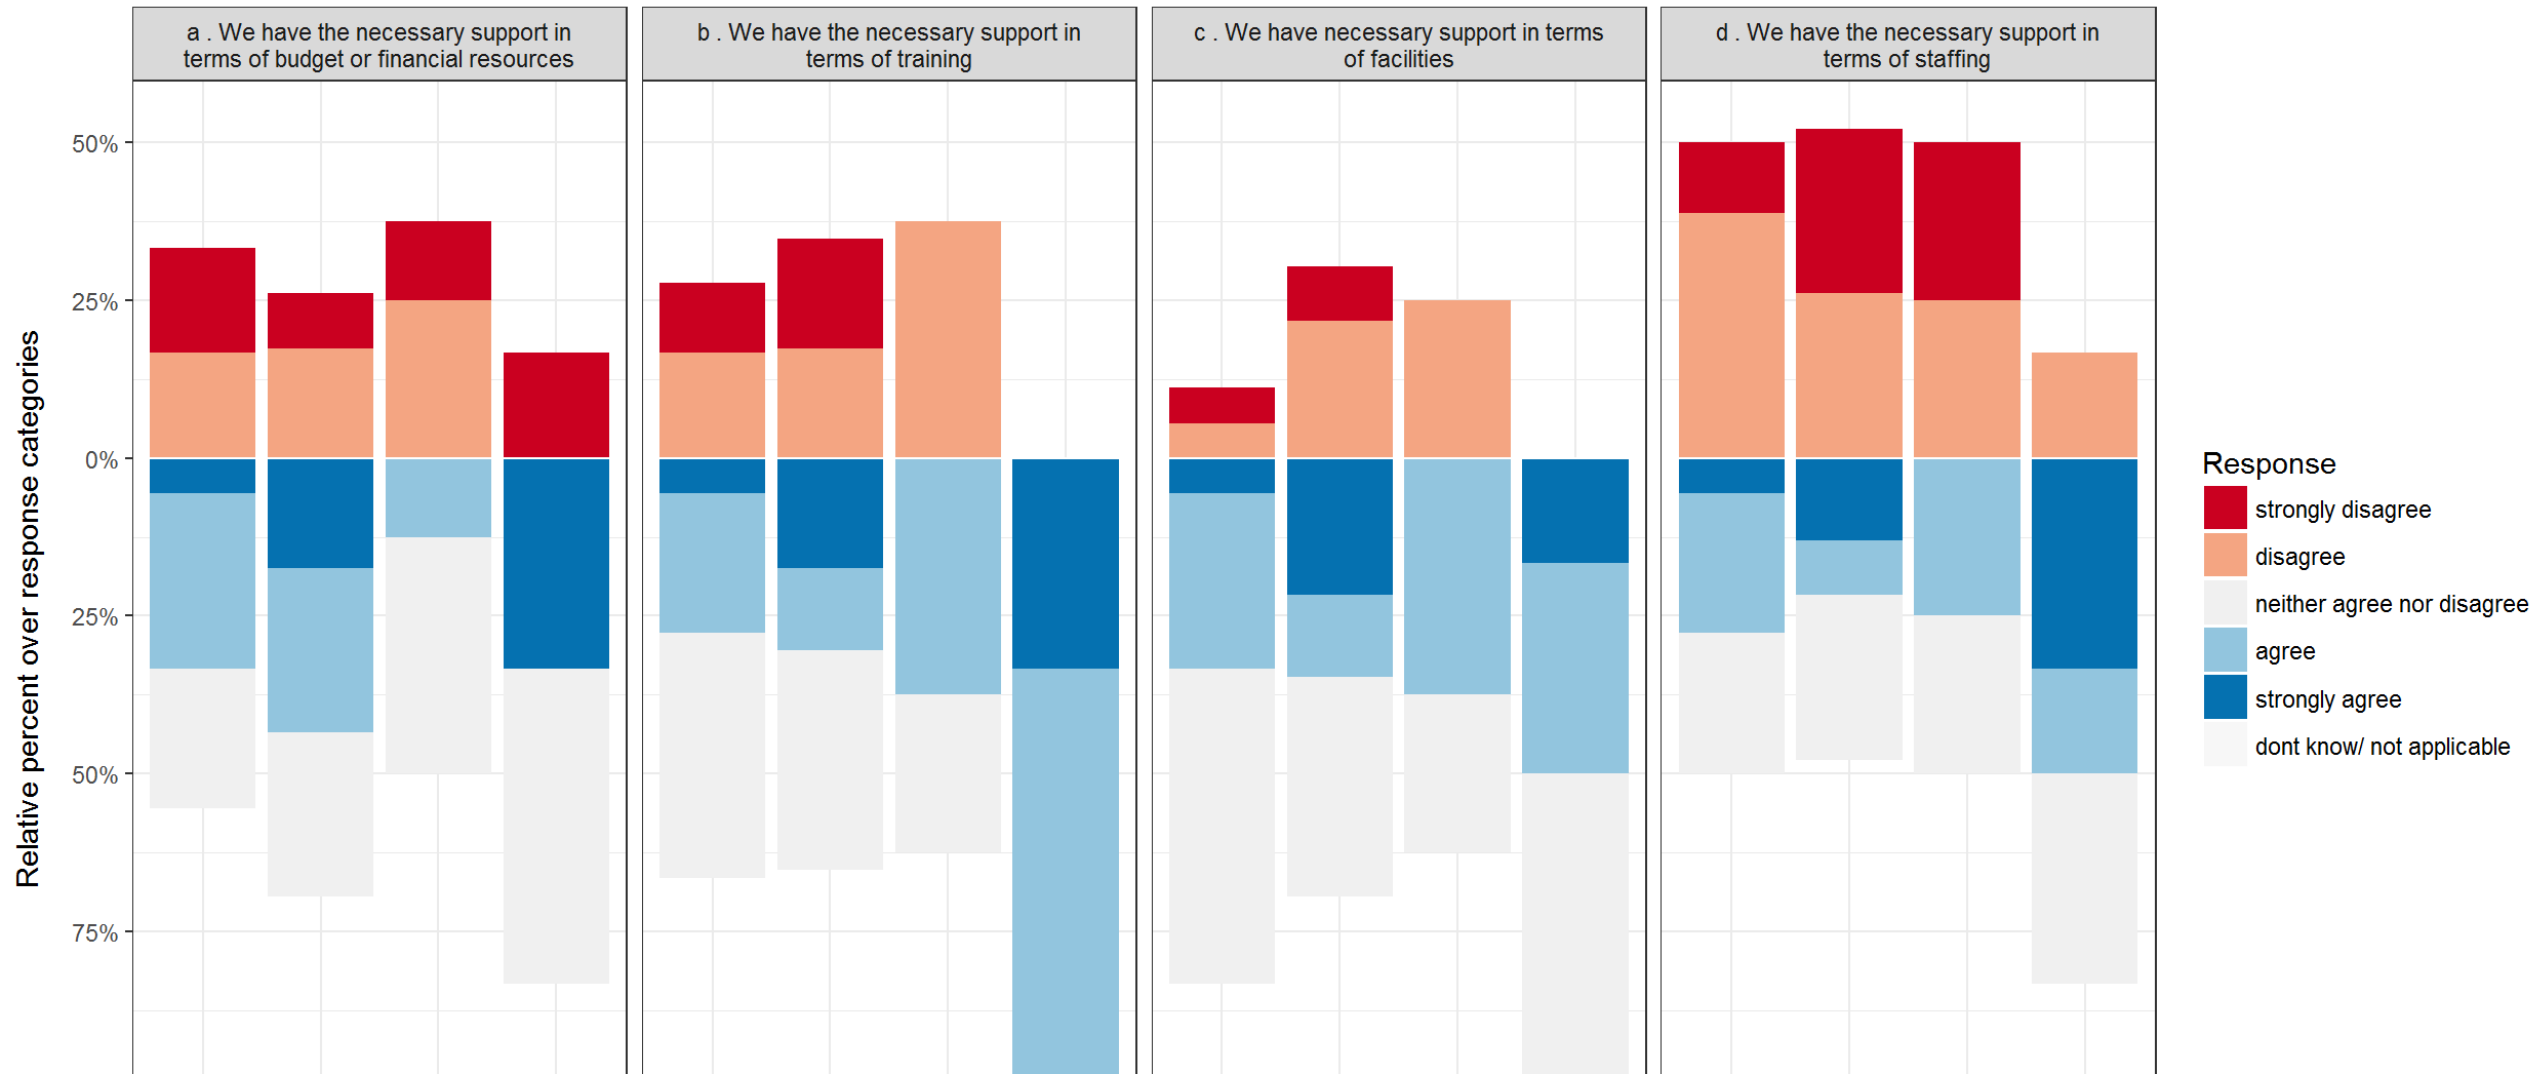 a . We have the necessary support in
terms of budget or financial resources
b . We have the necessary support in
terms of training
c . We have necessary support in terms
of facilities
d . We have the necessary support in
terms of staffing
50%
25%
0%
25%
50%
75%
Relative percent over response categories
Response
strongly disagree
disagree
neither agree nor disagree
agree
strongly agree
dont know/ not applicable